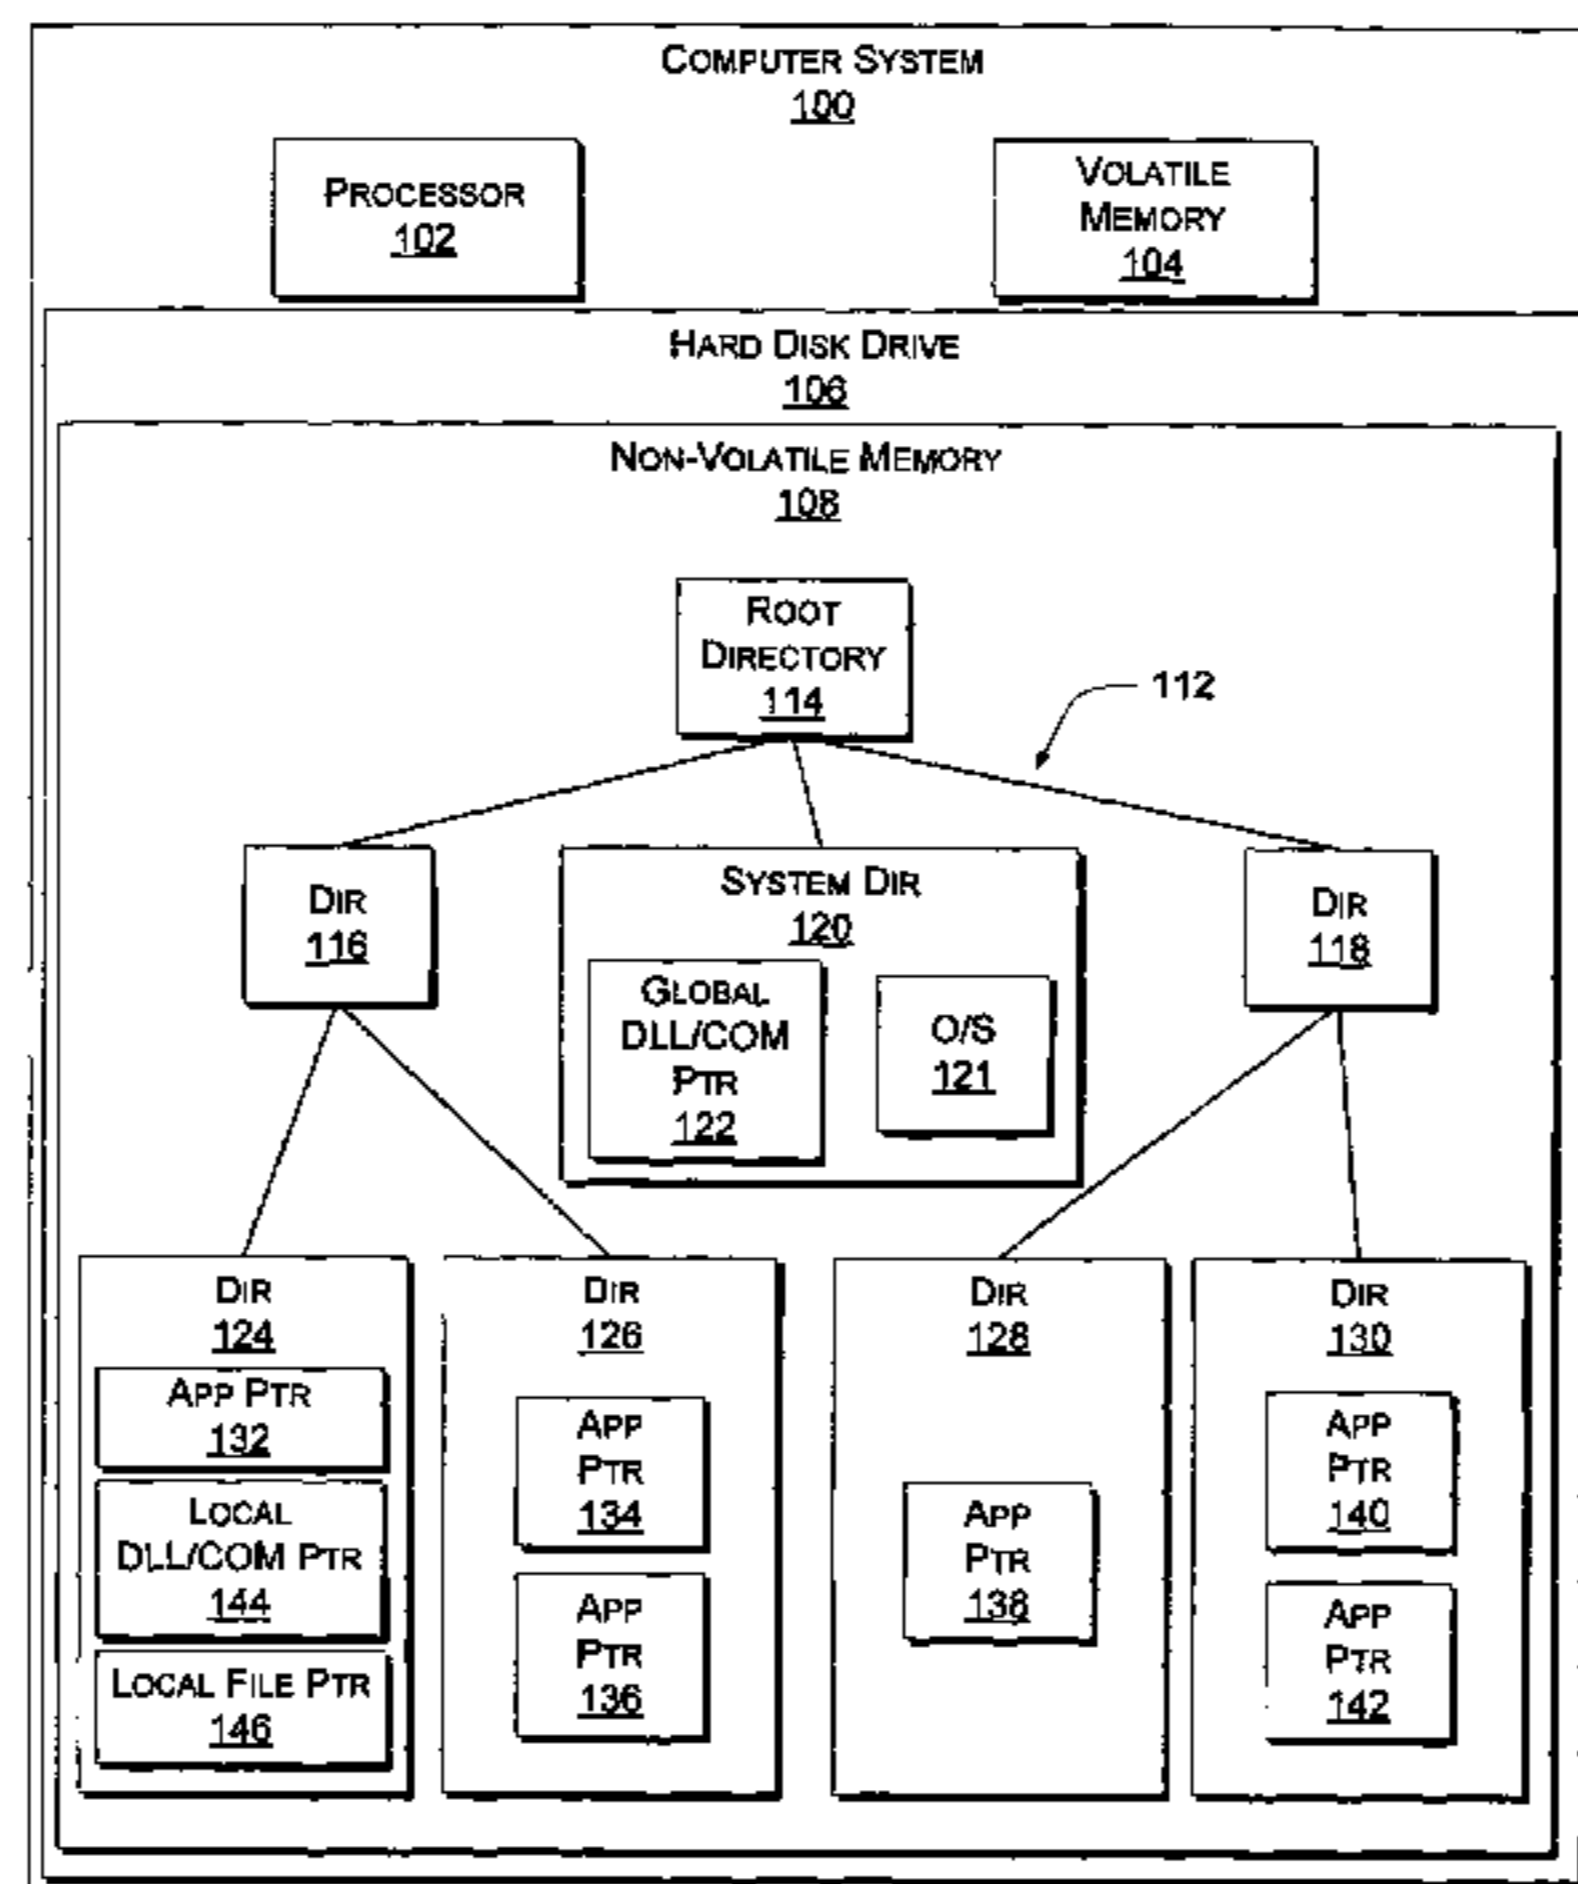 COMPUTER SYSTEM
100
PROCESSOR
102
VOLATILE
MEMORY
104
HARD DISK DRIVE
106
NON-VOLATILE MEMORY
108
ROOT
DIRECTORY
114
112
DIR
116
SYSTEM DIR
120
GLOBAL
DLL/COM
PTR
122
O/S
121
DIR
118
DIR
124
APP PTR
132
LOCAL
DLL/COM PTR
144
LOCAL FILE PTR
146
DIR
126
APP
PTR
134
APP
PTR
136
DIR
128
APP
PTR
138
DIR
130
APP
PTR
140
APP
PTR
142